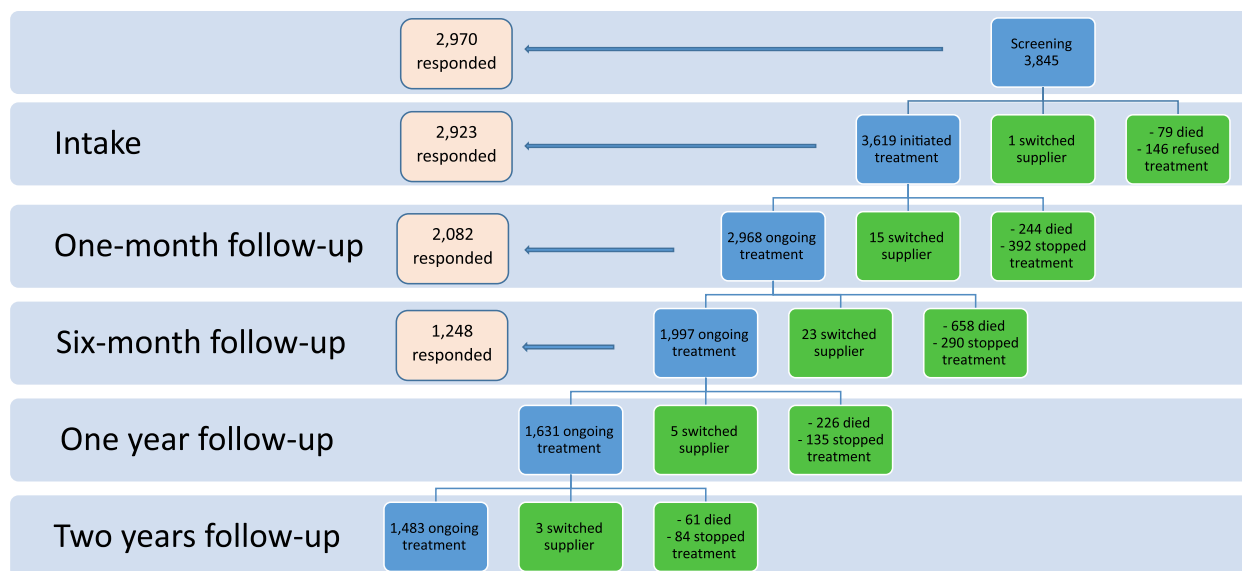 2,970
responded
Screening
3,845
Intake
2,923
responded
3,619 initiated
treatment
1 switched
supplier
- 79 died
- 146 refused
treatment
One-month follow-up
2,082
responded
2,968 ongoing
treatment
15 switched
supplier
- 244 died
- 392 stopped
treatment
Six-month follow-up
1,248
responded
1,997 ongoing
treatment
23 switched
supplier
- 658 died
- 290 stopped
treatment
One year follow-up
1,631 ongoing
treatment
5 switched
supplier
- 226 died
- 135 stopped
treatment
Two years follow-up
1,483 ongoing
treatment
3 switched
supplier
- 61 died
- 84 stopped
treatment